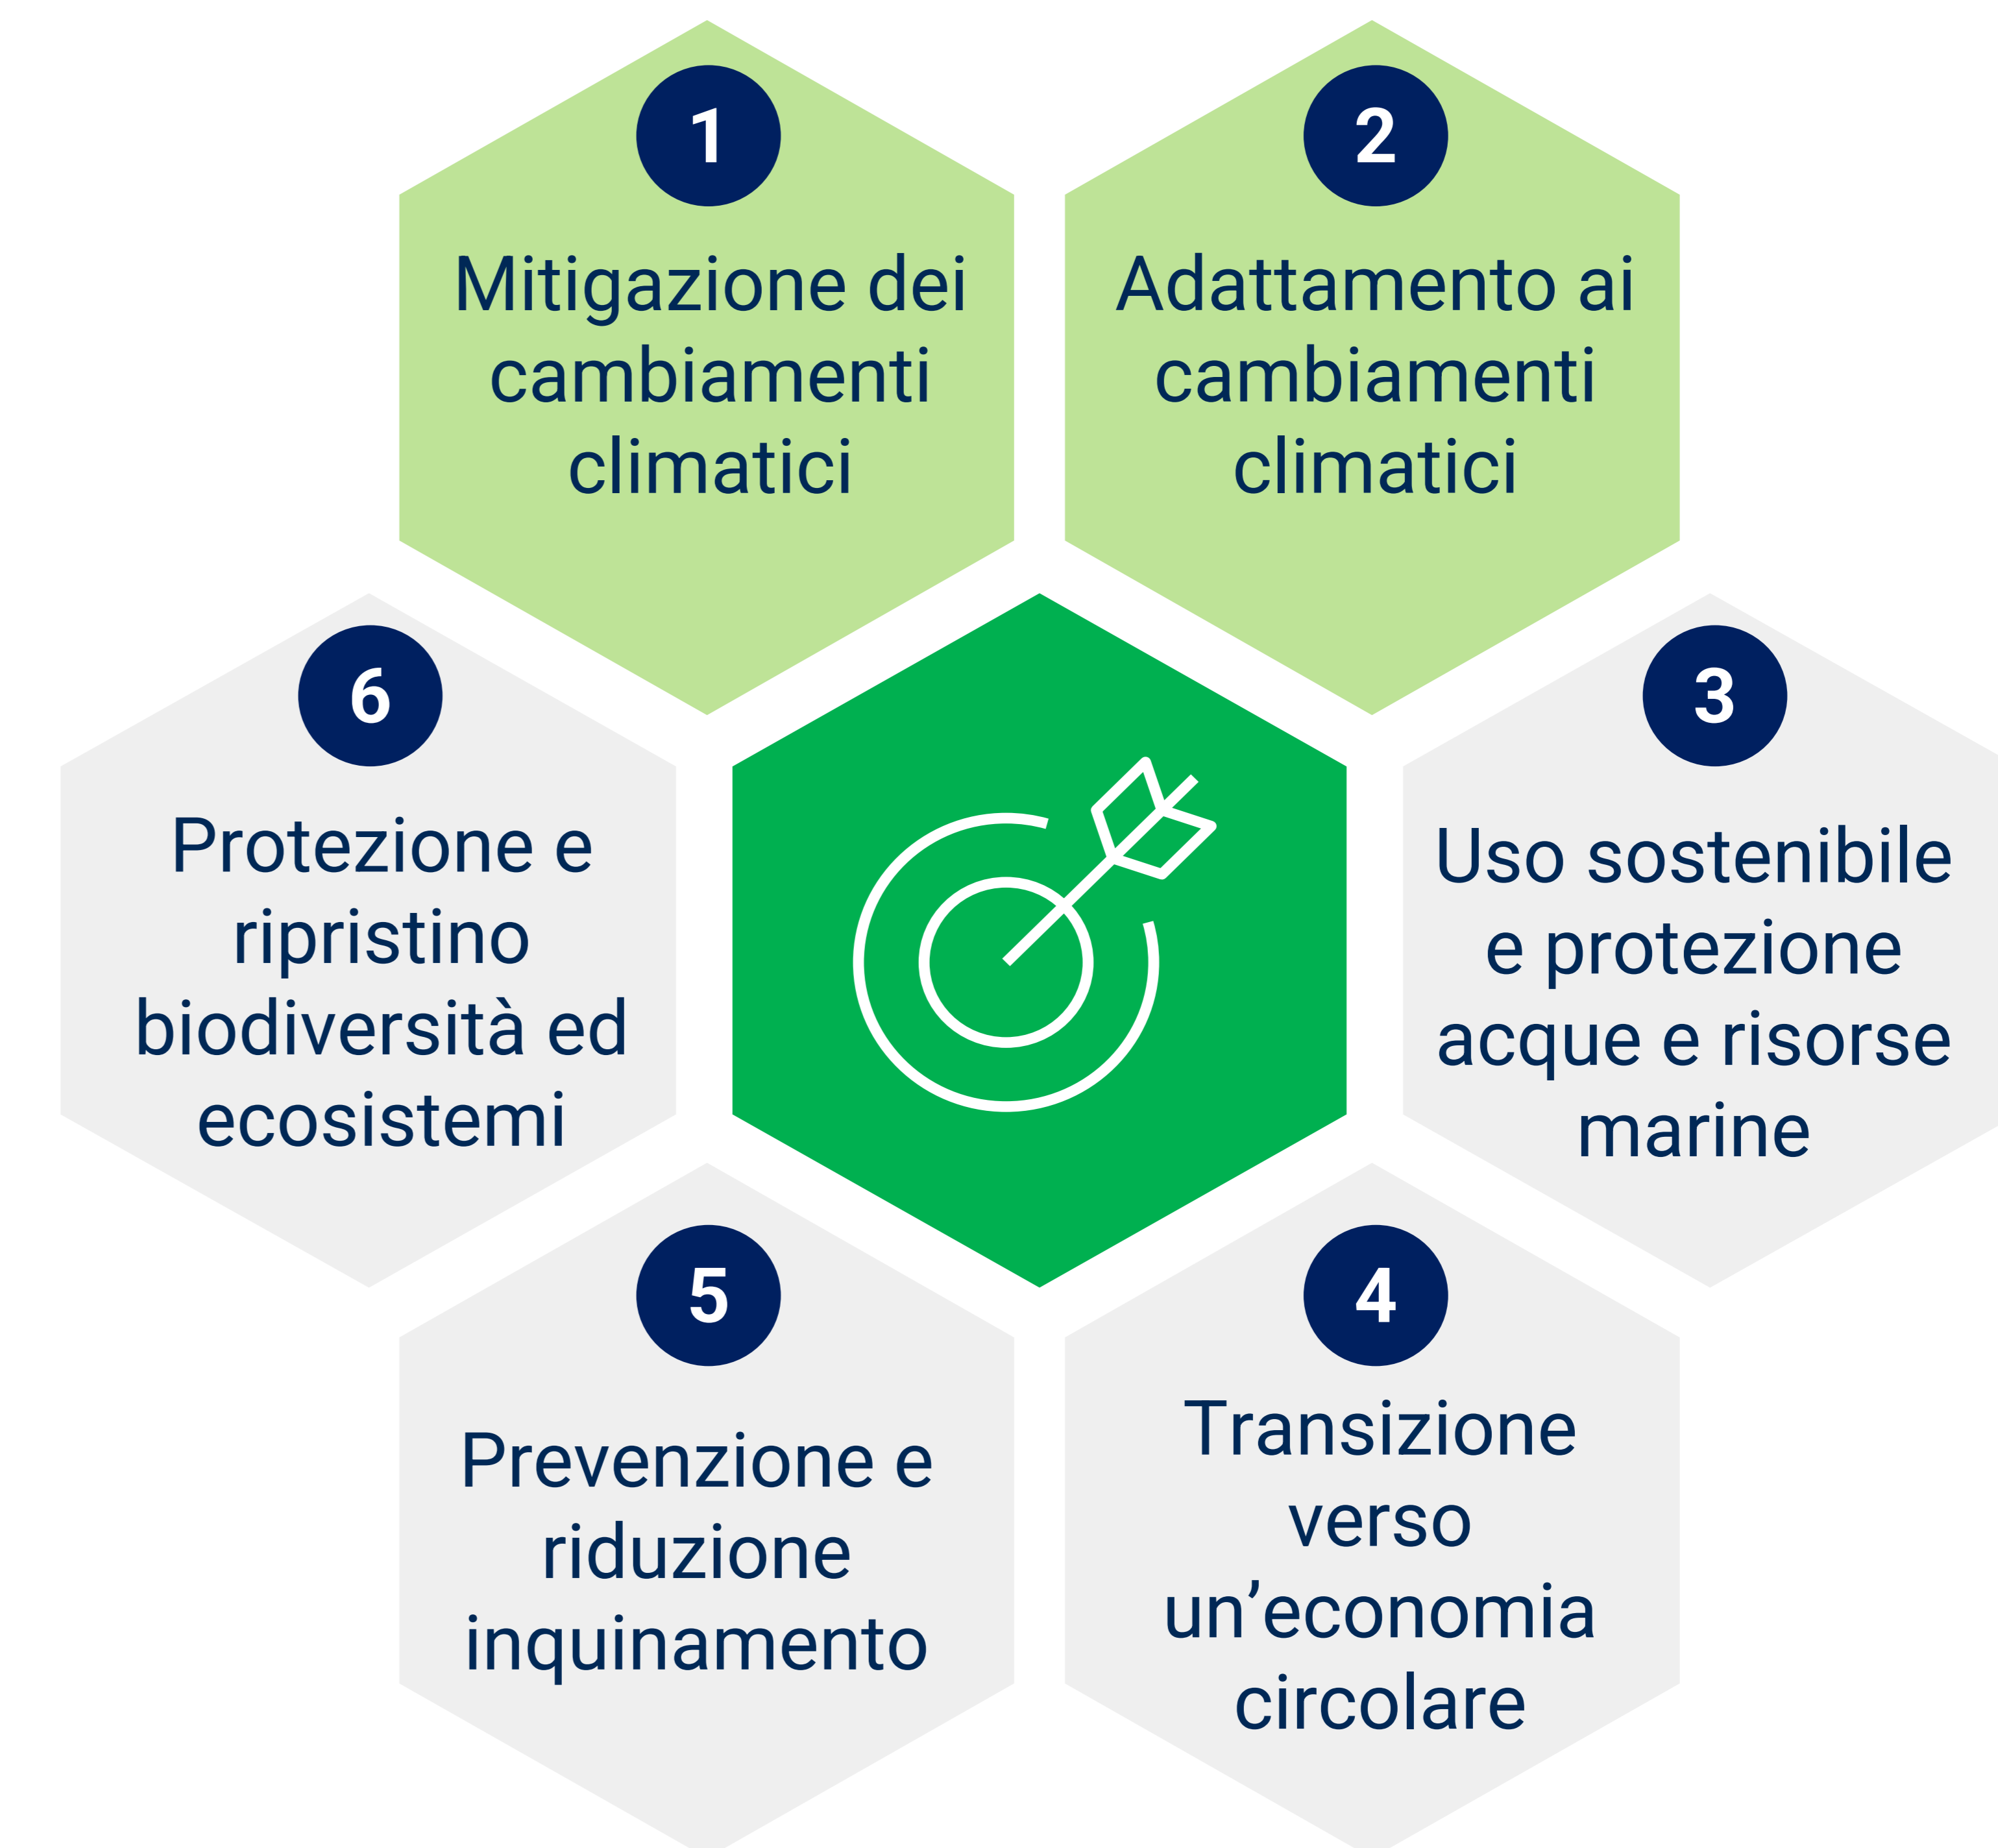 1
Mitigazione dei
cambiamenti
climatici
2
Adattamento ai
cambiamenti
climatici
3
Uso sostenibile
e protezione
acque e risorse
marine
4
Transizione
verso
un’economia
circolare
5
Prevenzione e
riduzione
inquinamento
6
Protezione e
ripristino
biodiversità ed
ecosistemi